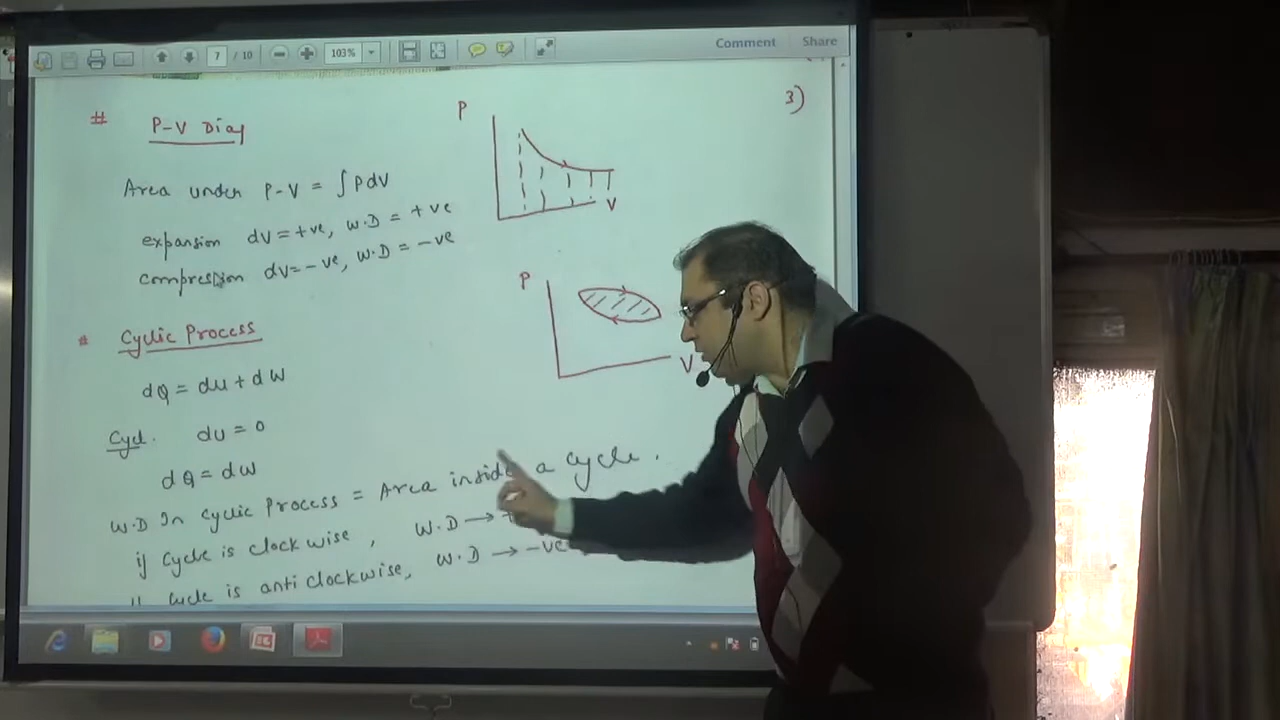 7 / 10 103% Comment Share
3)
# P-V Diag
P
Area under P-V = ∫PdV
V
expansion dV=+ve, W.D = +ve
compression dV=-ve, W.D = -ve
P
# Cyclic Process
V
dQ = du + dW
Cycl. du = 0
dQ = dW
W.D In Cyclic Process = Area inside a cycle.
if Cycle is clockwise, W.D → +
If Cycle is anti clockwise, W.D → -ve